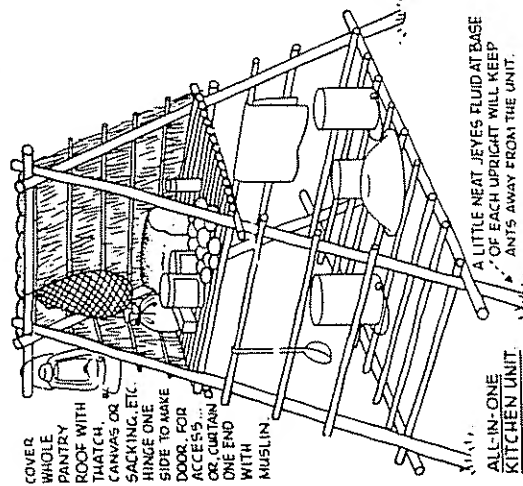 COVER
WHOLE
PANTRY
ROOF WITH
THATCH,
CANVAS OR
SACKING, ETC.
HINGE ONE
SIDE TO MAKE
DOOR, FOR
ACCESS...
OR, CURTAIN
ONE END
WITH
MUSLIN.
A LITTLE NEAT JEYES FLUID AT BASE
OF EACH UPRIGHT WILL KEEP
ANTS AWAY FROM THE UNIT.
ALL-IN-ONE
KITCHEN UNIT.